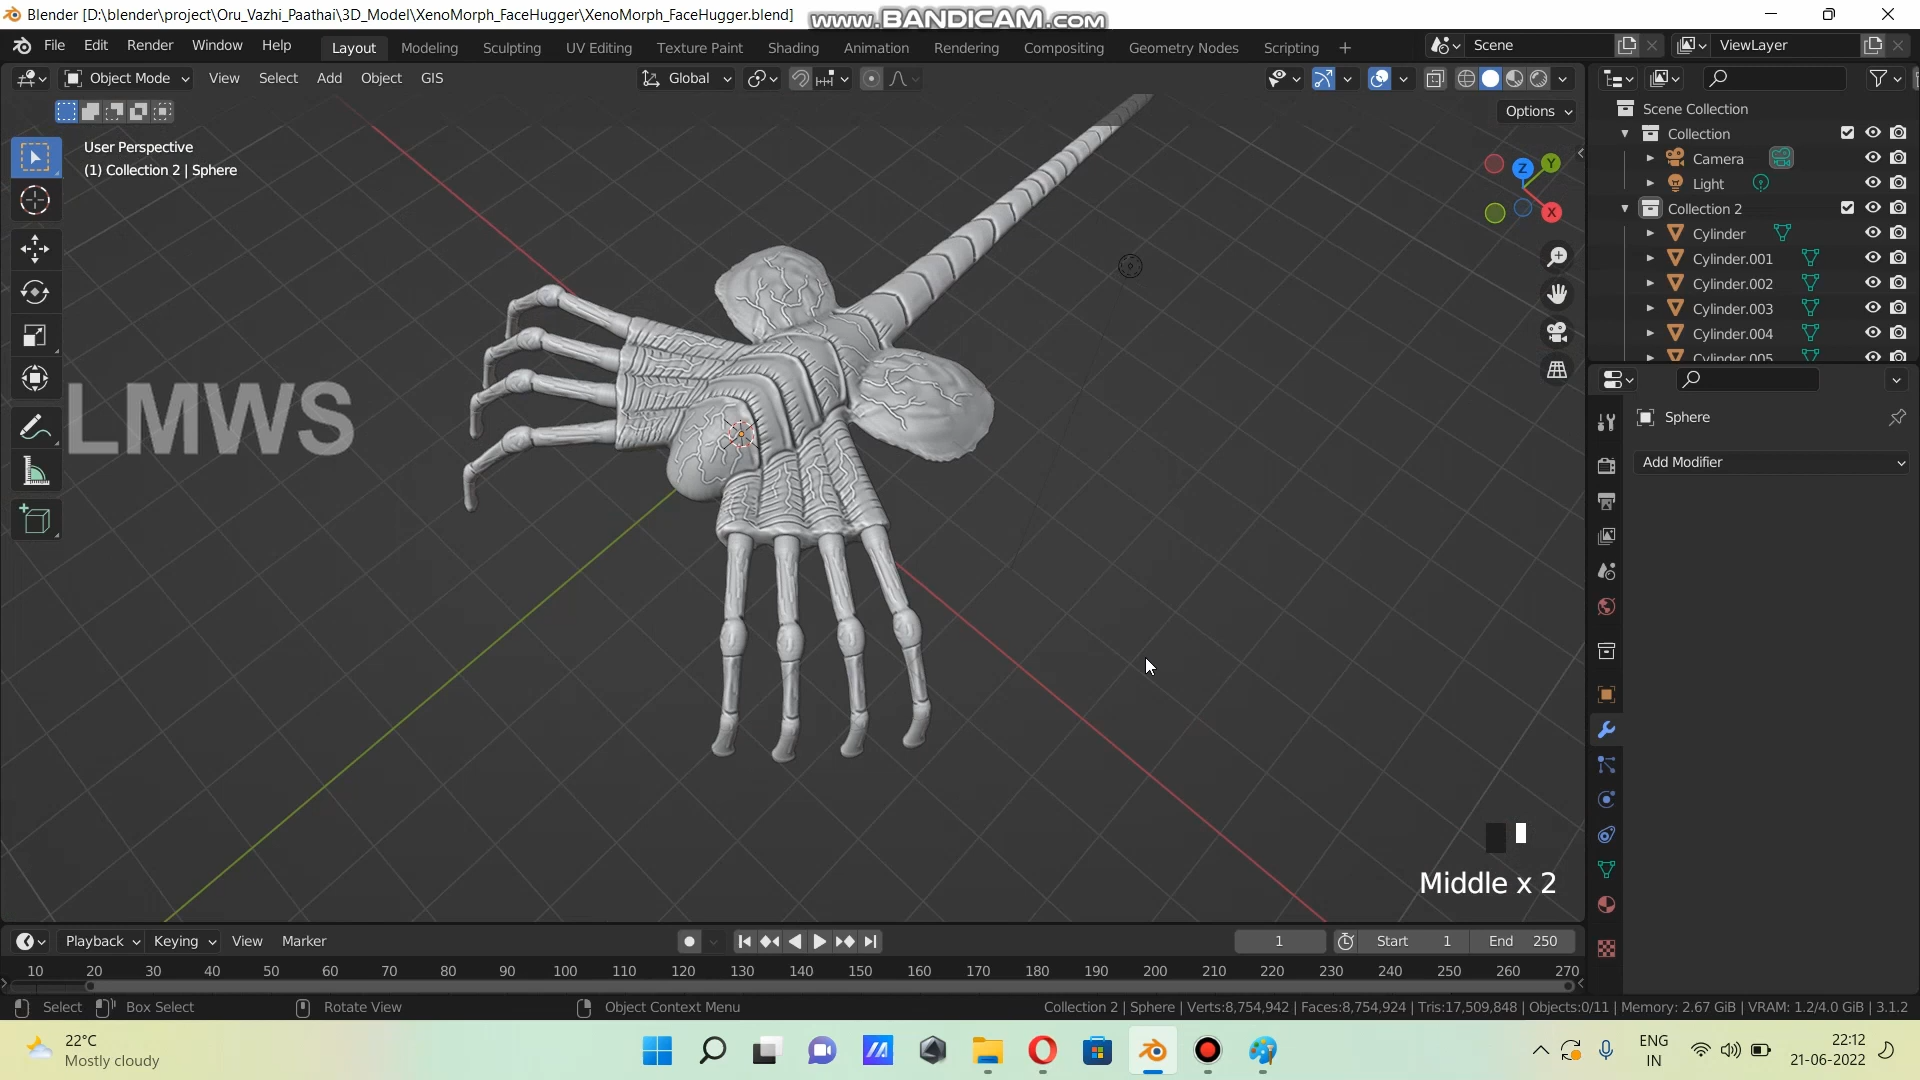 Blender [D:\blender\project\Oru_Vazhi_Paathai\3D_Model\XenoMorph_FaceHugger\XenoMorph_FaceHugger.blend]
www.BANDICAM.com
File Edit Render Window Help
Layout Modeling Sculpting UV Editing Texture Paint Shading Animation Rendering Compositing Geometry Nodes Scripting +
Scene
ViewLayer
Object Mode View Select Add Object GIS
Global
Options
User Perspective
(1) Collection 2 | Sphere
Z
Y
X
LMWS
Scene Collection
Collection
Camera
Light
Collection 2
Cylinder
Cylinder.001
Cylinder.002
Cylinder.003
Cylinder.004
Cylinder.005
Sphere
Add Modifier
Middle x 2
Playback Keying View Marker
1 Start 1 End 250
10 20 30 40 50 60 70 80 90 100 110 120 130 140 150 160 170 180 190 200 210 220 230 240 250 260 270
Select Box Select Rotate View Object Context Menu
Collection 2 | Sphere | Verts:8,754,942 | Faces:8,754,924 | Tris:17,509,848 | Objects:0/11 | Memory: 2.67 GiB | VRAM: 1.2/4.0 GiB | 3.1.2
22°C
Mostly cloudy
ENG
IN
22:12
21-06-2022